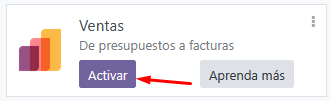 Ventas
De presupuestos a facturas
Activar
Aprenda más